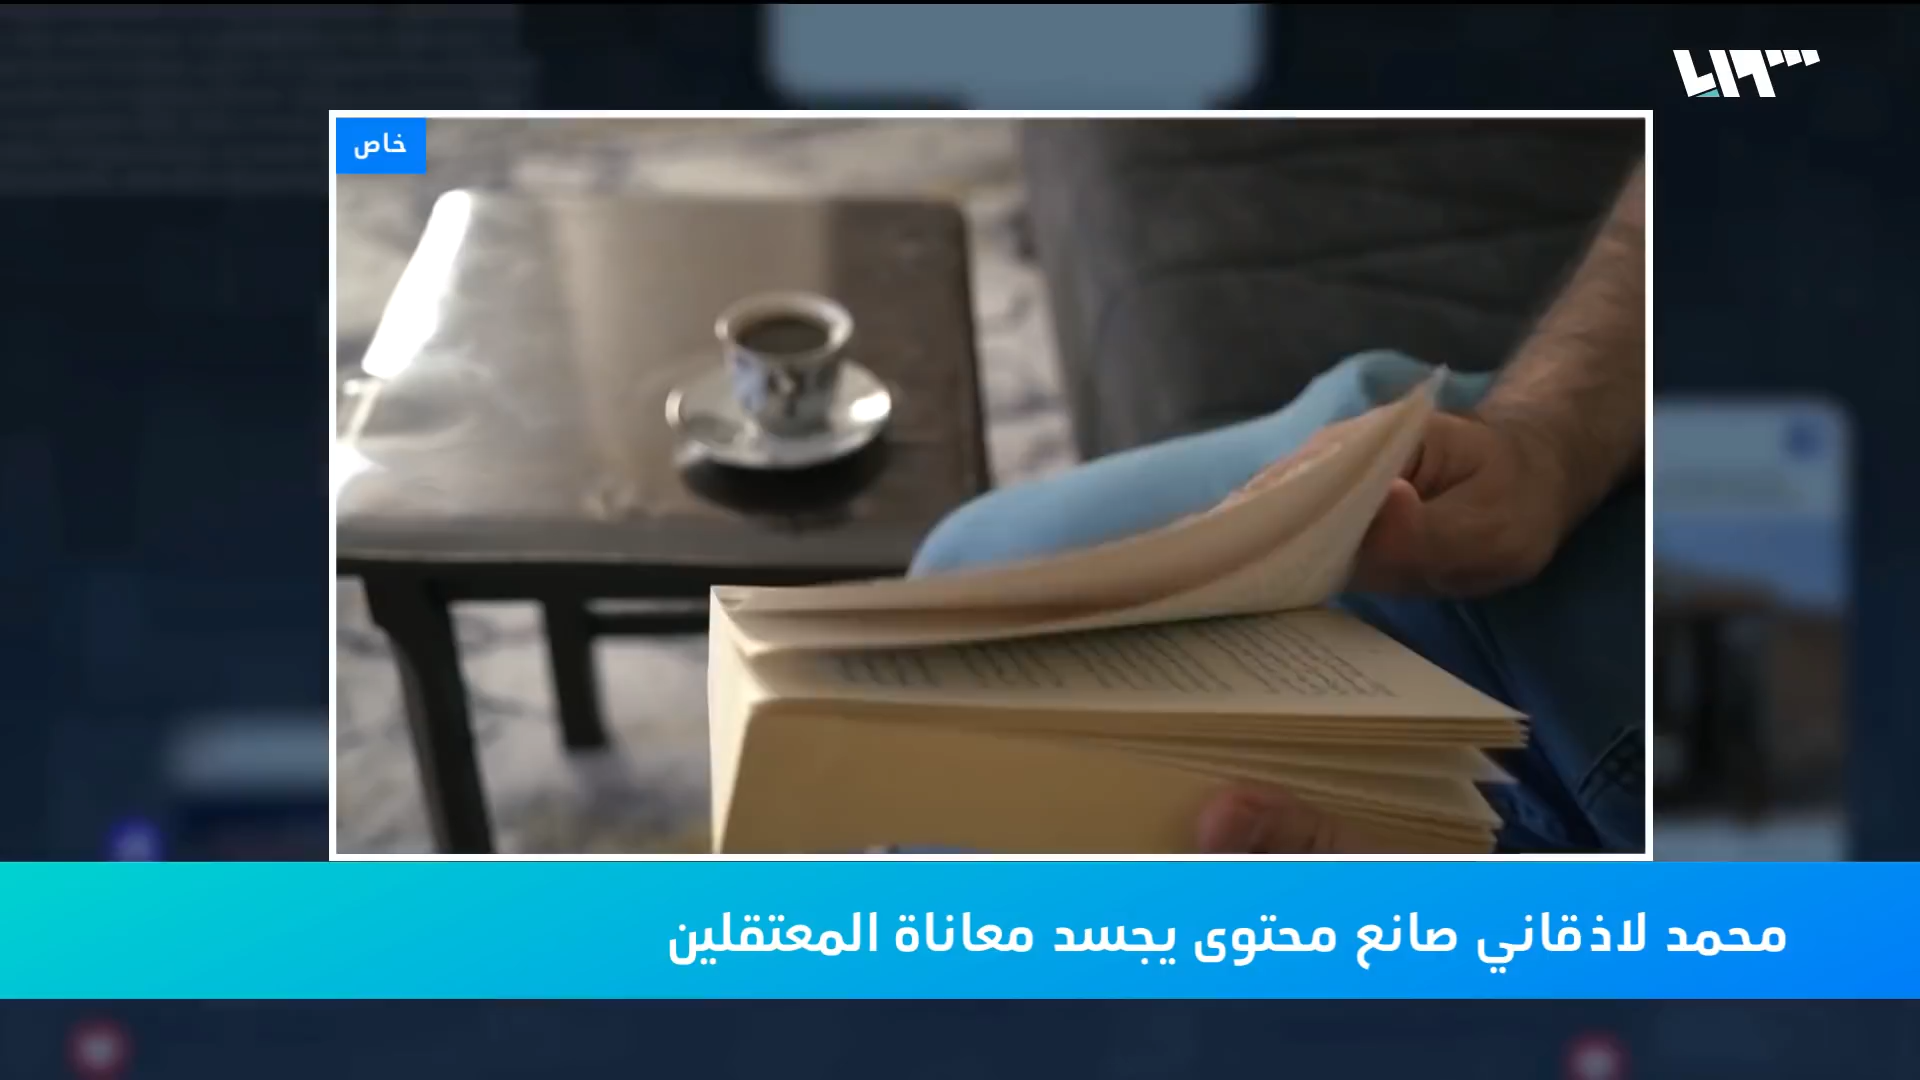 خاص
محمد لاذقاني صانع محتوى يجسد معاناة المعتقلين